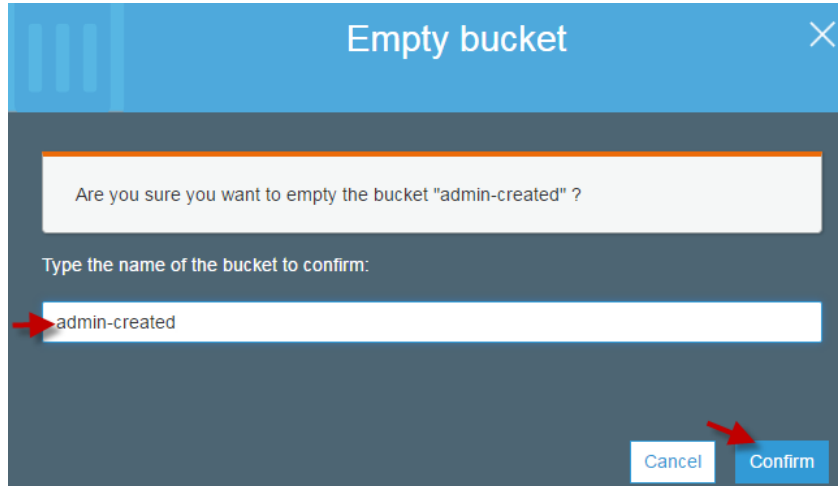 Empty bucket
Are you sure you want to empty the bucket "admin-created" ?
Type the name of the bucket to confirm:
admin-created
Cancel
Confirm